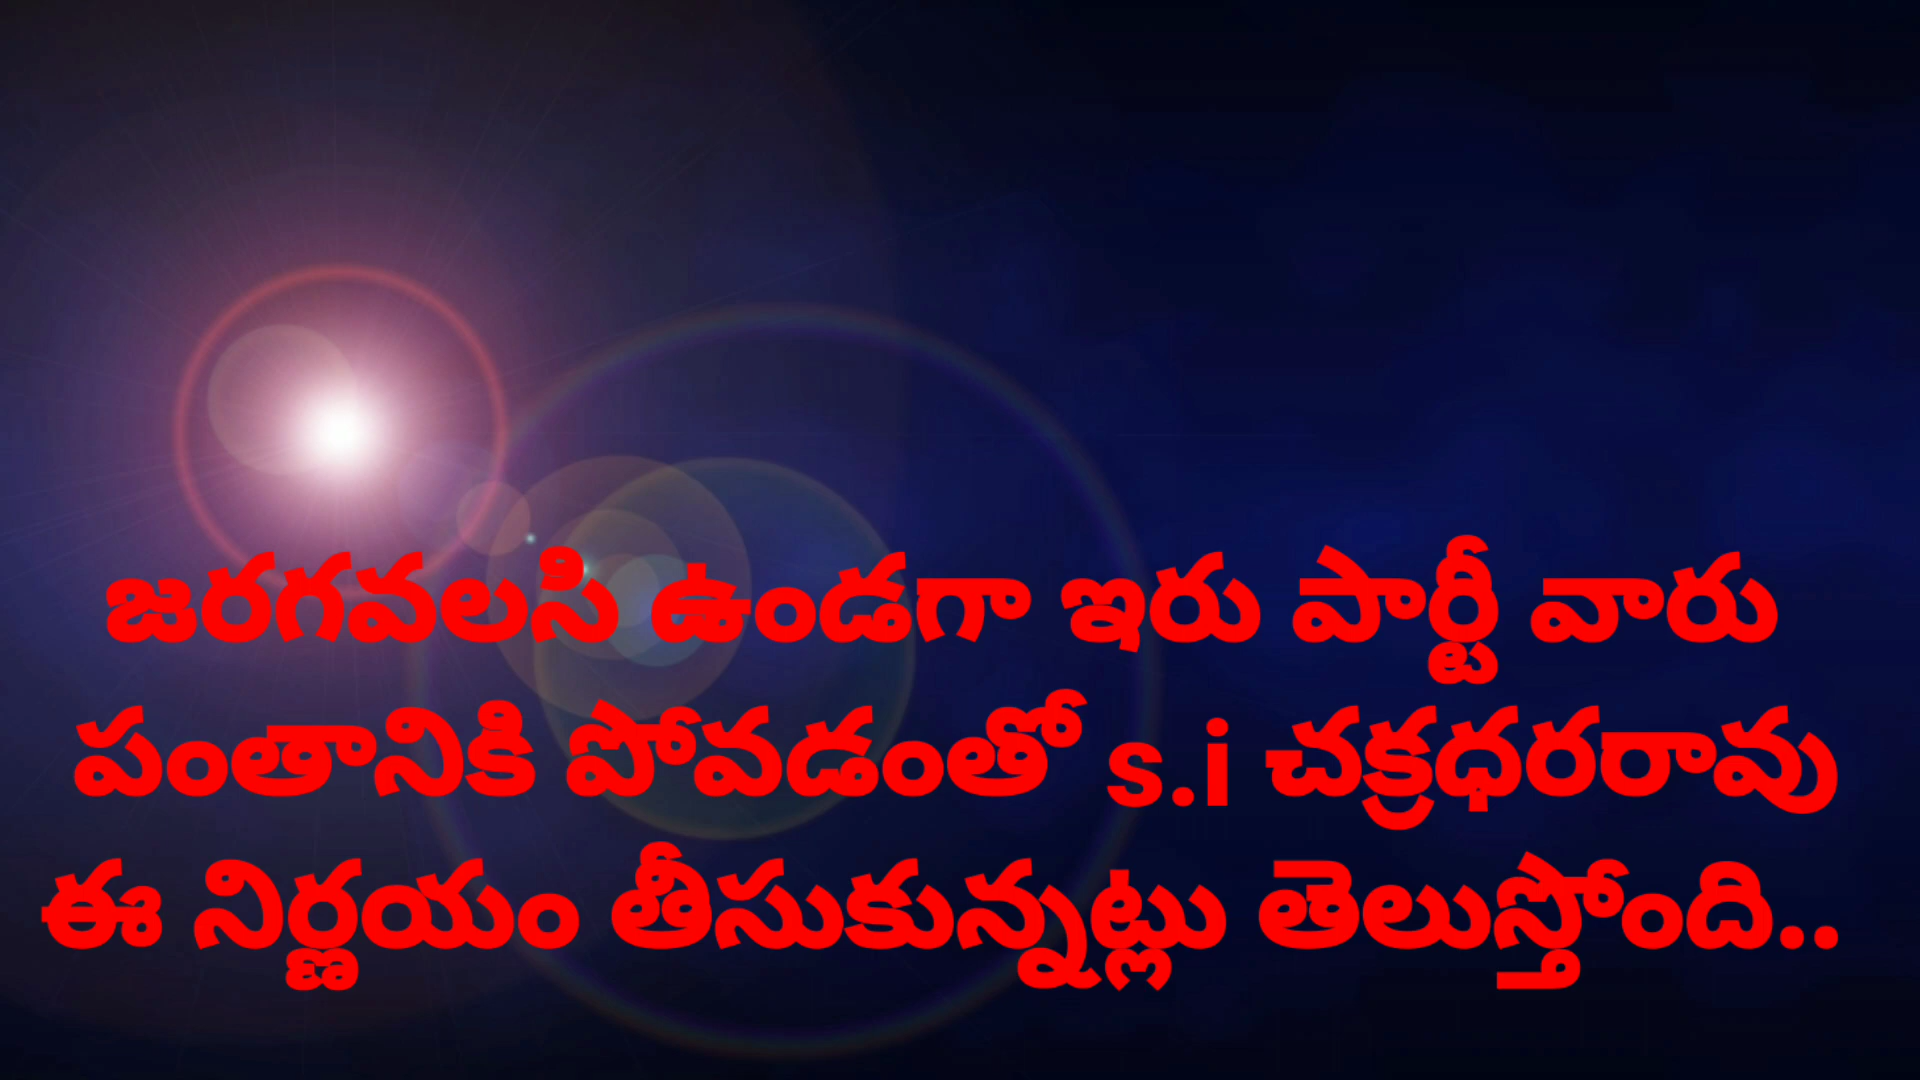 జరగవలసి ఉండగా ఇరు పార్టీ వారు
పంతానికి పోవడంతో s.i చక్రధరరావు
ఈ నిర్ణయం తీసుకున్నట్లు తెలుస్తోంది..